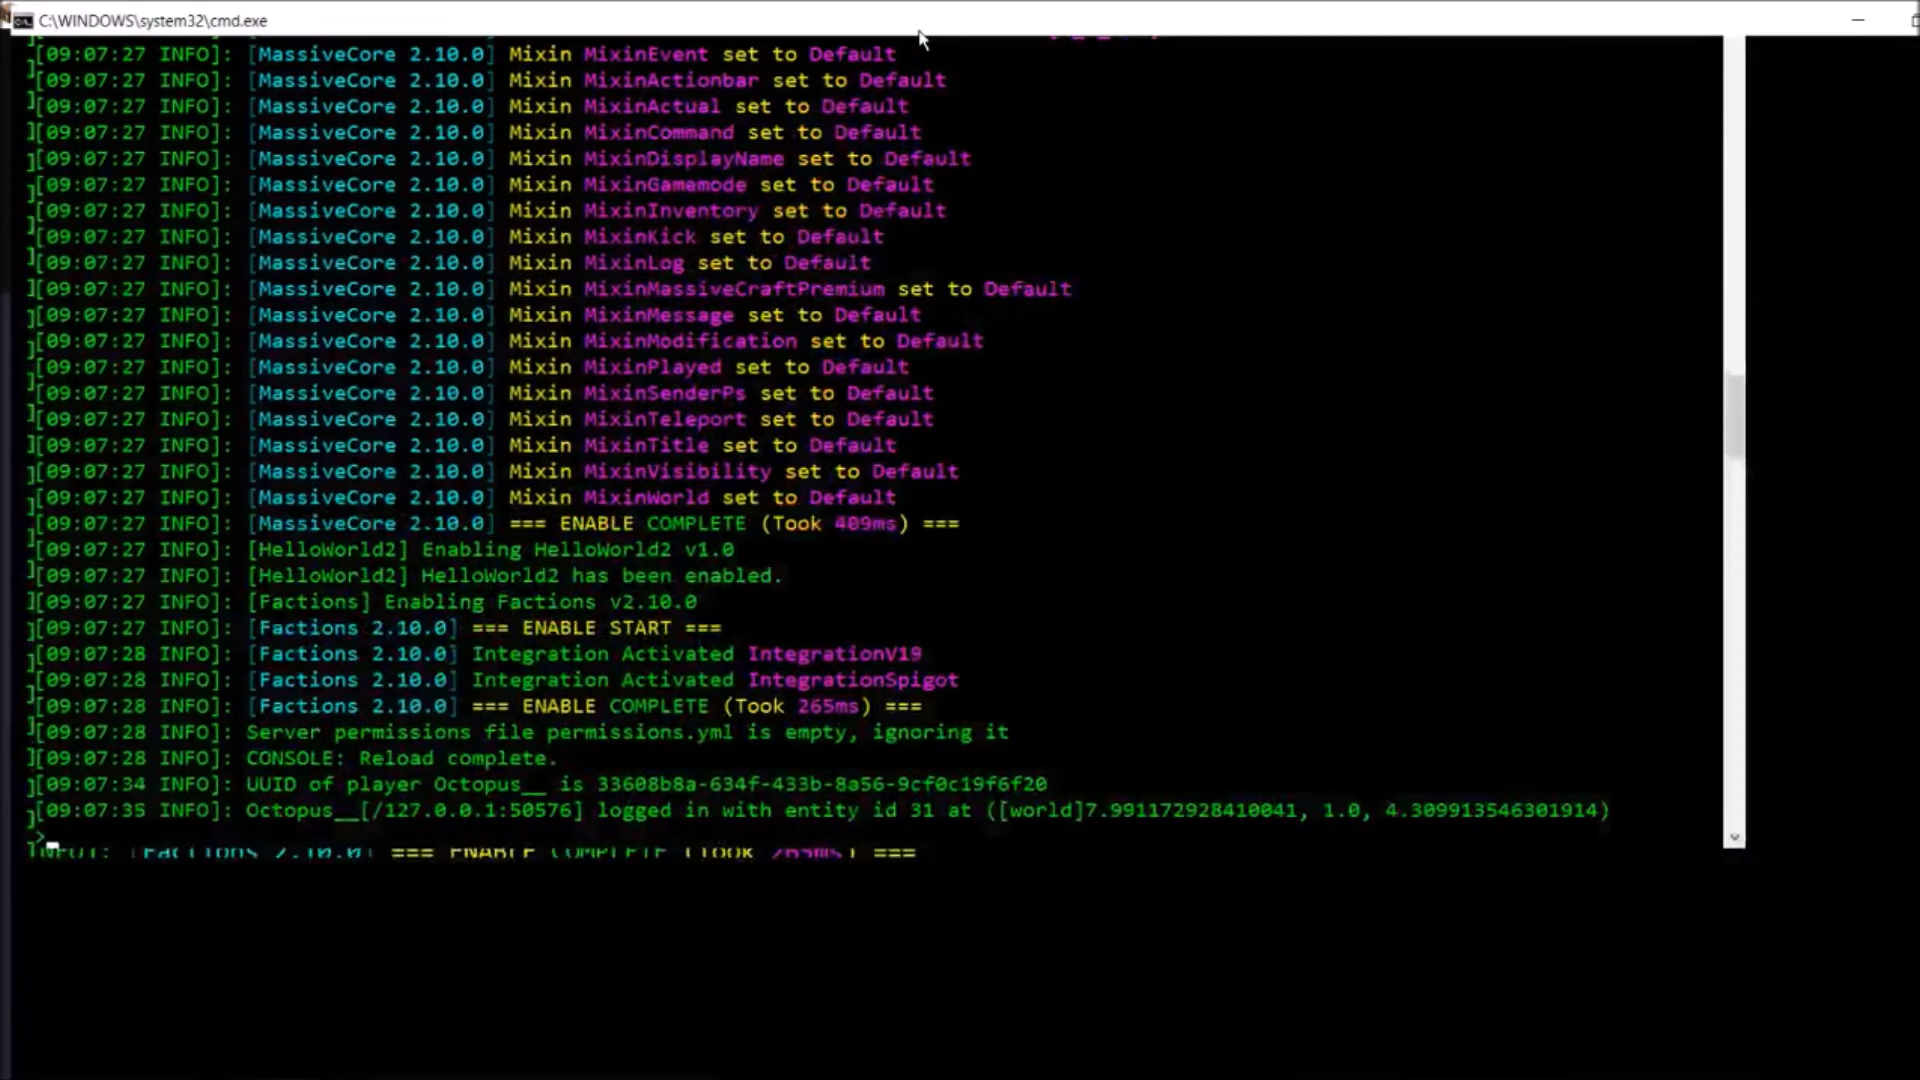 C:\WINDOWS\system32\cmd.exe
][09:07:27 INFO]: [MassiveCore 2.10.0] Mixin MixinEvent set to Default
][09:07:27 INFO]: [MassiveCore 2.10.0] Mixin MixinActionbar set to Default
][09:07:27 INFO]: [MassiveCore 2.10.0] Mixin MixinActual set to Default
][09:07:27 INFO]: [MassiveCore 2.10.0] Mixin MixinCommand set to Default
][09:07:27 INFO]: [MassiveCore 2.10.0] Mixin MixinDisplayName set to Default
][09:07:27 INFO]: [MassiveCore 2.10.0] Mixin MixinGamemode set to Default
][09:07:27 INFO]: [MassiveCore 2.10.0] Mixin MixinInventory set to Default
][09:07:27 INFO]: [MassiveCore 2.10.0] Mixin MixinKick set to Default
][09:07:27 INFO]: [MassiveCore 2.10.0] Mixin MixinLog set to Default
][09:07:27 INFO]: [MassiveCore 2.10.0] Mixin MixinMassiveCraftPremium set to Default
][09:07:27 INFO]: [MassiveCore 2.10.0] Mixin MixinMessage set to Default
][09:07:27 INFO]: [MassiveCore 2.10.0] Mixin MixinModification set to Default
][09:07:27 INFO]: [MassiveCore 2.10.0] Mixin MixinPlayed set to Default
][09:07:27 INFO]: [MassiveCore 2.10.0] Mixin MixinSenderPs set to Default
][09:07:27 INFO]: [MassiveCore 2.10.0] Mixin MixinTeleport set to Default
][09:07:27 INFO]: [MassiveCore 2.10.0] Mixin MixinTitle set to Default
][09:07:27 INFO]: [MassiveCore 2.10.0] Mixin MixinVisibility set to Default
][09:07:27 INFO]: [MassiveCore 2.10.0] Mixin MixinWorld set to Default
][09:07:27 INFO]: [MassiveCore 2.10.0] === ENABLE COMPLETE (Took 409ms) ===
][09:07:27 INFO]: [HelloWorld2] Enabling HelloWorld2 v1.0
][09:07:27 INFO]: [HelloWorld2] HelloWorld2 has been enabled.
][09:07:27 INFO]: [Factions] Enabling Factions v2.10.0
][09:07:27 INFO]: [Factions 2.10.0] === ENABLE START ===
][09:07:28 INFO]: [Factions 2.10.0] Integration Activated IntegrationV19
][09:07:28 INFO]: [Factions 2.10.0] Integration Activated IntegrationSpigot
][09:07:28 INFO]: [Factions 2.10.0] === ENABLE COMPLETE (Took 265ms) ===
][09:07:28 INFO]: Server permissions file permissions.yml is empty, ignoring it
][09:07:28 INFO]: CONSOLE: Reload complete.
][09:07:34 INFO]: UUID of player Octopus__ is 33608b8a-634f-433b-8a56-9cf0c19f6f20
][09:07:35 INFO]: Octopus__[/127.0.0.1:50576] logged in with entity id 31 at ([world]7.991172928410041, 1.0, 4.309913546301914)
>
INFO]: [Factions 2.10.0] === ENABLE COMPLETE (Took 265ms) ===